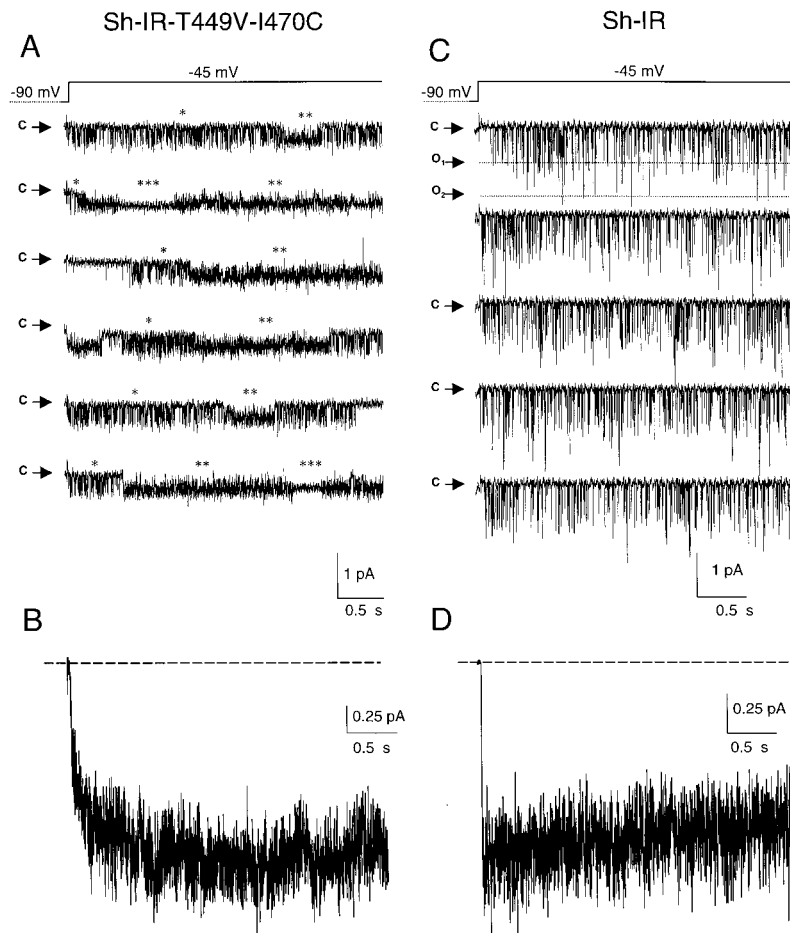 Sh-IR-T449V-I470C
Sh-IR
A
-45 mV
-90 mV
*
**
C
*
***
**
C
*
**
C
*
**
C
*
**
C
*
**
***
C
1 pA
0.5 s
C
-45 mV
-90 mV
C
O1
O2
C
C
C
1 pA
0.5 s
B
0.25 pA
0.5 s
D
0.25 pA
0.5 s